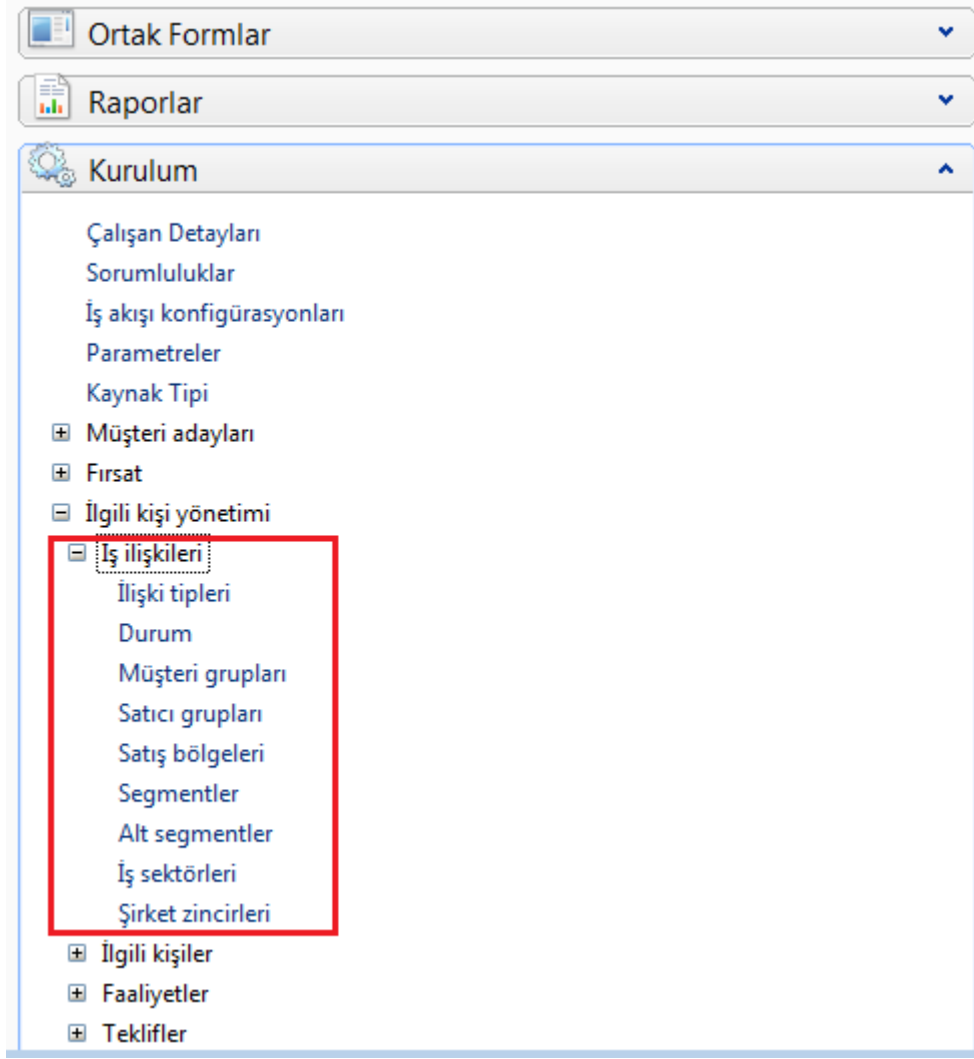 Ortak Formlar
Raporlar
Kurulum
Çalışan Detayları
Sorumluluklar
İş akışı konfigürasyonları
Parametreler
Kaynak Tipi
Müşteri adayları
Fırsat
İlgili kişi yönetimi
İş ilişkileri
İlişki tipleri
Durum
Müşteri grupları
Satıcı grupları
Satış bölgeleri
Segmentler
Alt segmentler
İş sektörleri
Şirket zincirleri
İlgili kişiler
Faaliyetler
Teklifler